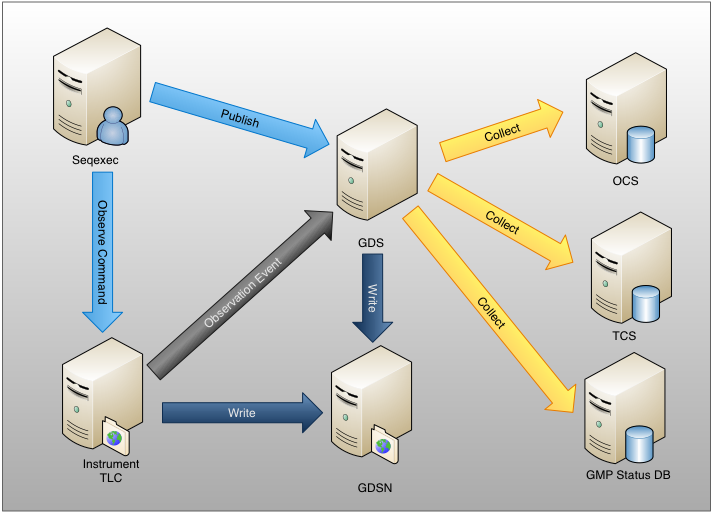 Publish
Collect
Seqexec
OCS
Observe Command
Collect
GDS
Observation Event
Write
Collect
TCS
Write
Instrument
TLC
GDSN
GMP Status DB